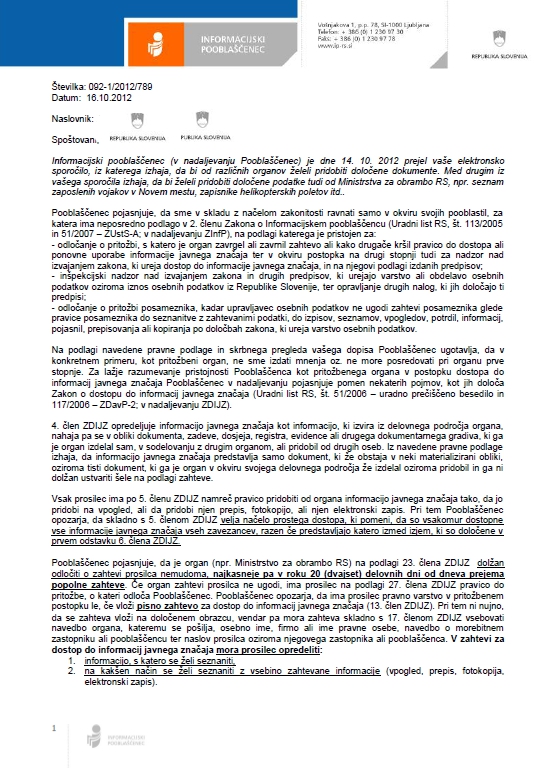 INFORMACIJSKI
POOBLAŠČENEC
Vošnjakova 1, p.p. 78, SI-1000 Ljubljana
Telefon: + 386 (0) 1 230 97 30
Faks: + 386 (0) 1 230 97 78
www.ip-rs.si
REPUBLIKA SLOVENIJA
Številka: 092-1/2012/789
Datum: 16.10.2012
Naslovnik:
REPUBLIKA SLOVENIJA
REPUBLIKA SLOVENIJA
Spoštovani,
Informacijski pooblaščenec (v nadaljevanju Pooblaščenec) je dne 14. 10. 2012 prejel vaše elektronsko
sporočilo, iz katerega izhaja, da bi od različnih organov želeli pridobiti določene dokumente. Med drugim iz
vašega sporočila izhaja, da bi želeli pridobiti določene podatke tudi od Ministrstva za obrambo RS, npr. seznam
zaposlenih vojakov v Novem mestu, zapisnike helikopterskih poletov itd..
Pooblaščenec pojasnjuje, da sme v skladu z načelom zakonitosti ravnati samo v okviru svojih pooblastil, za
katera ima neposredno podlago v 2. členu Zakona o Informacijskem pooblaščencu (Uradni list RS, št. 113/2005
in 51/2007 – ZUstS-A; v nadaljevanju ZInfP), na podlagi katerega je pristojen za:
- odločanje o pritožbi, s katero je organ zavrgel ali zavrnil zahtevo ali kako drugače kršil pravico do dostopa ali
ponovne uporabe informacije javnega značaja ter v okviru postopka na drugi stopnji tudi za nadzor nad
izvajanjem zakona, ki ureja dostop do informacij javnega značaja, in na njegovi podlagi izdanih predpisov;
- inšpekcijski nadzor nad izvajanjem zakona in drugih predpisov, ki urejajo varstvo ali obdelavo osebnih
podatkov oziroma iznos osebnih podatkov iz Republike Slovenije, ter opravljanje drugih nalog, ki jih določajo ti
predpisi;
- odločanje o pritožbi posameznika, kadar upravljavec osebnih podatkov ne ugodi zahtevi posameznika glede
pravice posameznika do seznanitve z zahtevanimi podatki, do izpisov, seznamov, vpogledov, potrdil, informacij,
pojasnil, prepisovanja ali kopiranja po določbah zakona, ki ureja varstvo osebnih podatkov.
Na podlagi navedene pravne podlage in skrbnega pregleda vašega dopisa Pooblaščenec ugotavlja, da v
konkretnem primeru, kot pritožbeni organ, ne sme izdati mnenja oz. ne more posredovati pri organu prve
stopnje. Za lažje razumevanje pristojnosti Pooblaščenca kot pritožbenega organa v postopku dostopa do
informacij javnega značaja Pooblaščenec v nadaljevanju pojasnjuje pomen nekaterih pojmov, kot jih določa
Zakon o dostopu do informacij javnega značaja (Uradni list RS, št. 51/2006 – uradno prečiščeno besedilo in
117/2006 – ZDavP-2; v nadaljevanju ZDIJZ).
4. člen ZDIJZ opredeljuje informacijo javnega značaja kot informacijo, ki izvira iz delovnega področja organa,
nahaja pa se v obliki dokumenta, zadeve, dosjeja, registra, evidence ali drugega dokumentarnega gradiva, ki ga
je organ izdelal sam, v sodelovanju z drugim organom, ali pridobil od drugih oseb. Iz navedene pravne podlage
izhaja, da informacijo javnega značaja predstavlja samo dokument, ki že obstaja v neki materializirani obliki,
oziroma tisti dokument, ki ga je organ v okviru svojega delovnega področja že izdelal oziroma pridobil in ga ni
dolžan ustvariti šele na podlagi zahteve.
Vsak prosilec ima po 5. členu ZDIJZ namreč pravico pridobiti od organa informacijo javnega značaja tako, da jo
pridobi na vpogled, ali da pridobi njen prepis, fotokopijo, ali njen elektronski zapis. Pri tem Pooblaščenec
opozarja, da skladno s 5. členom ZDIJZ velja načelo prostega dostopa, ki pomeni, da so vsakomur dostopne
vse informacije javnega značaja vseh zavezancev, razen če predstavljajo katero izmed izjem, ki so določene v
prvem odstavku 6. člena ZDIJZ.
Pooblaščenec pojasnjuje, da je organ (npr. Ministrstvo za obrambo RS) na podlagi 23. člena ZDIJZ dolžan
odločiti o zahtevi prosilca nemudoma, najkasneje pa v roku 20 (dvajset) delovnih dni od dneva prejema
popolne zahteve. Če organ zahtevi prosilca ne ugodi, ima prosilec na podlagi 27. člena ZDIJZ pravico do
pritožbe, o kateri odloča Pooblaščenec. Pooblaščenec opozarja, da ima prosilec pravno varstvo v pritožbenem
postopku le, če vloži pisno zahtevo za dostop do informacij javnega značaja (13. člen ZDIJZ). Pri tem ni nujno,
da se zahteva vloži na določenem obrazcu, vendar pa mora zahteva skladno s 17. členom ZDIJZ vsebovati
navedbo organa, kateremu se pošilja, osebno ime, firmo ali ime pravne osebe, navedbo o morebitnem
zastopniku ali pooblaščencu ter naslov prosilca oziroma njegovega zastopnika ali pooblaščenca. V zahtevi za
dostop do informacij javnega značaja mora prosilec opredeliti:
1. informacijo, s katero se želi seznaniti,
2. na kakšen način se želi seznaniti z vsebino zahtevane informacije (vpogled, prepis, fotokopija,
elektronski zapis).
1
INFORMACIJSKI
POOBLAŠČENEC